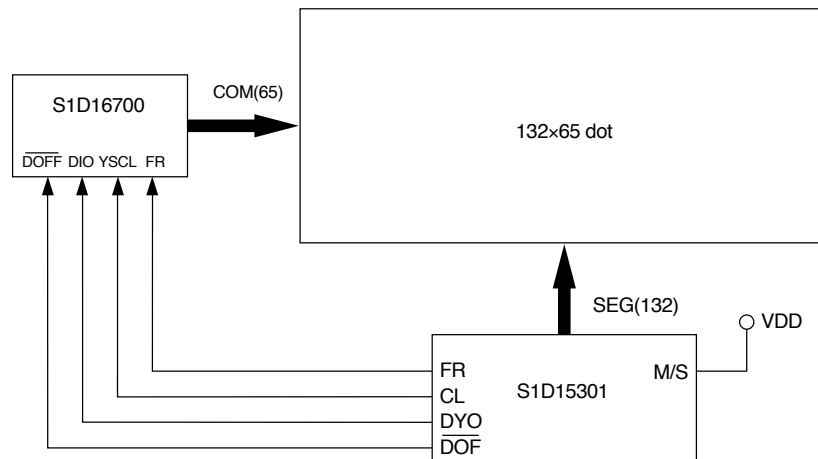 S1D16700
COM(65)
132×65 dot
DOFF DIO YSCL FR
SEG(132)
VDD
FR
M/S
CL
S1D15301
DYO
DOF